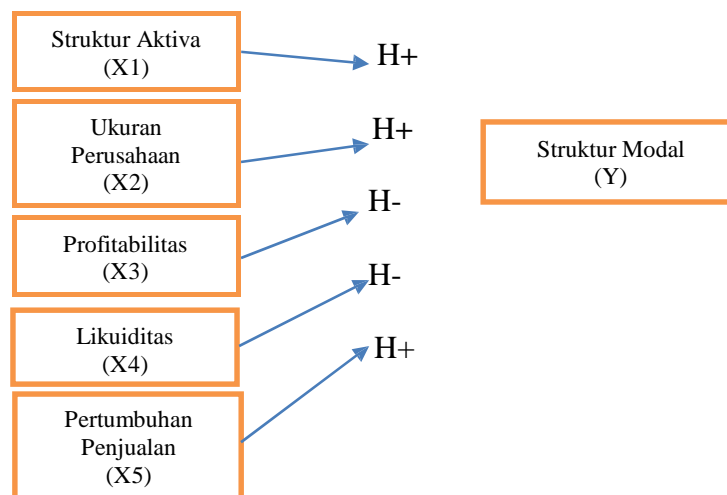 Struktur Aktiva
(X1)
H+
Ukuran
Perusahaan
(X2)
H+
Struktur Modal
(Y)
Profitabilitas
(X3)
H-
Likuiditas
(X4)
H-
Pertumbuhan
Penjualan
(X5)
H+